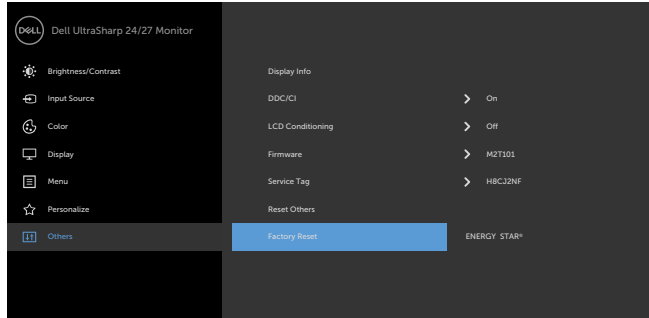 DELL Dell UltraSharp 24/27 Monitor
Brightness/Contrast Display Info
Input Source DDC/CI On
Color LCD Conditioning Off
Display Firmware M2T101
Menu Service Tag H8CJ2NF
Personalize Reset Others
Others Factory Reset ENERGY STAR®